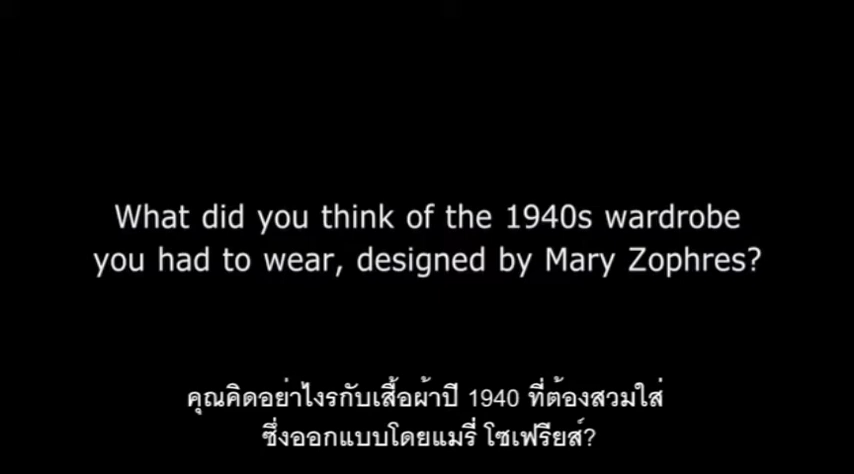 What did you think of the 1940s wardrobe
you had to wear, designed by Mary Zophres?
คุณคิดอย่างไรกับเสื้อผ้าปี 1940 ที่ต้องสวมใส่
ซึ่งออกแบบโดยแมรี่ โซเฟรียส์?